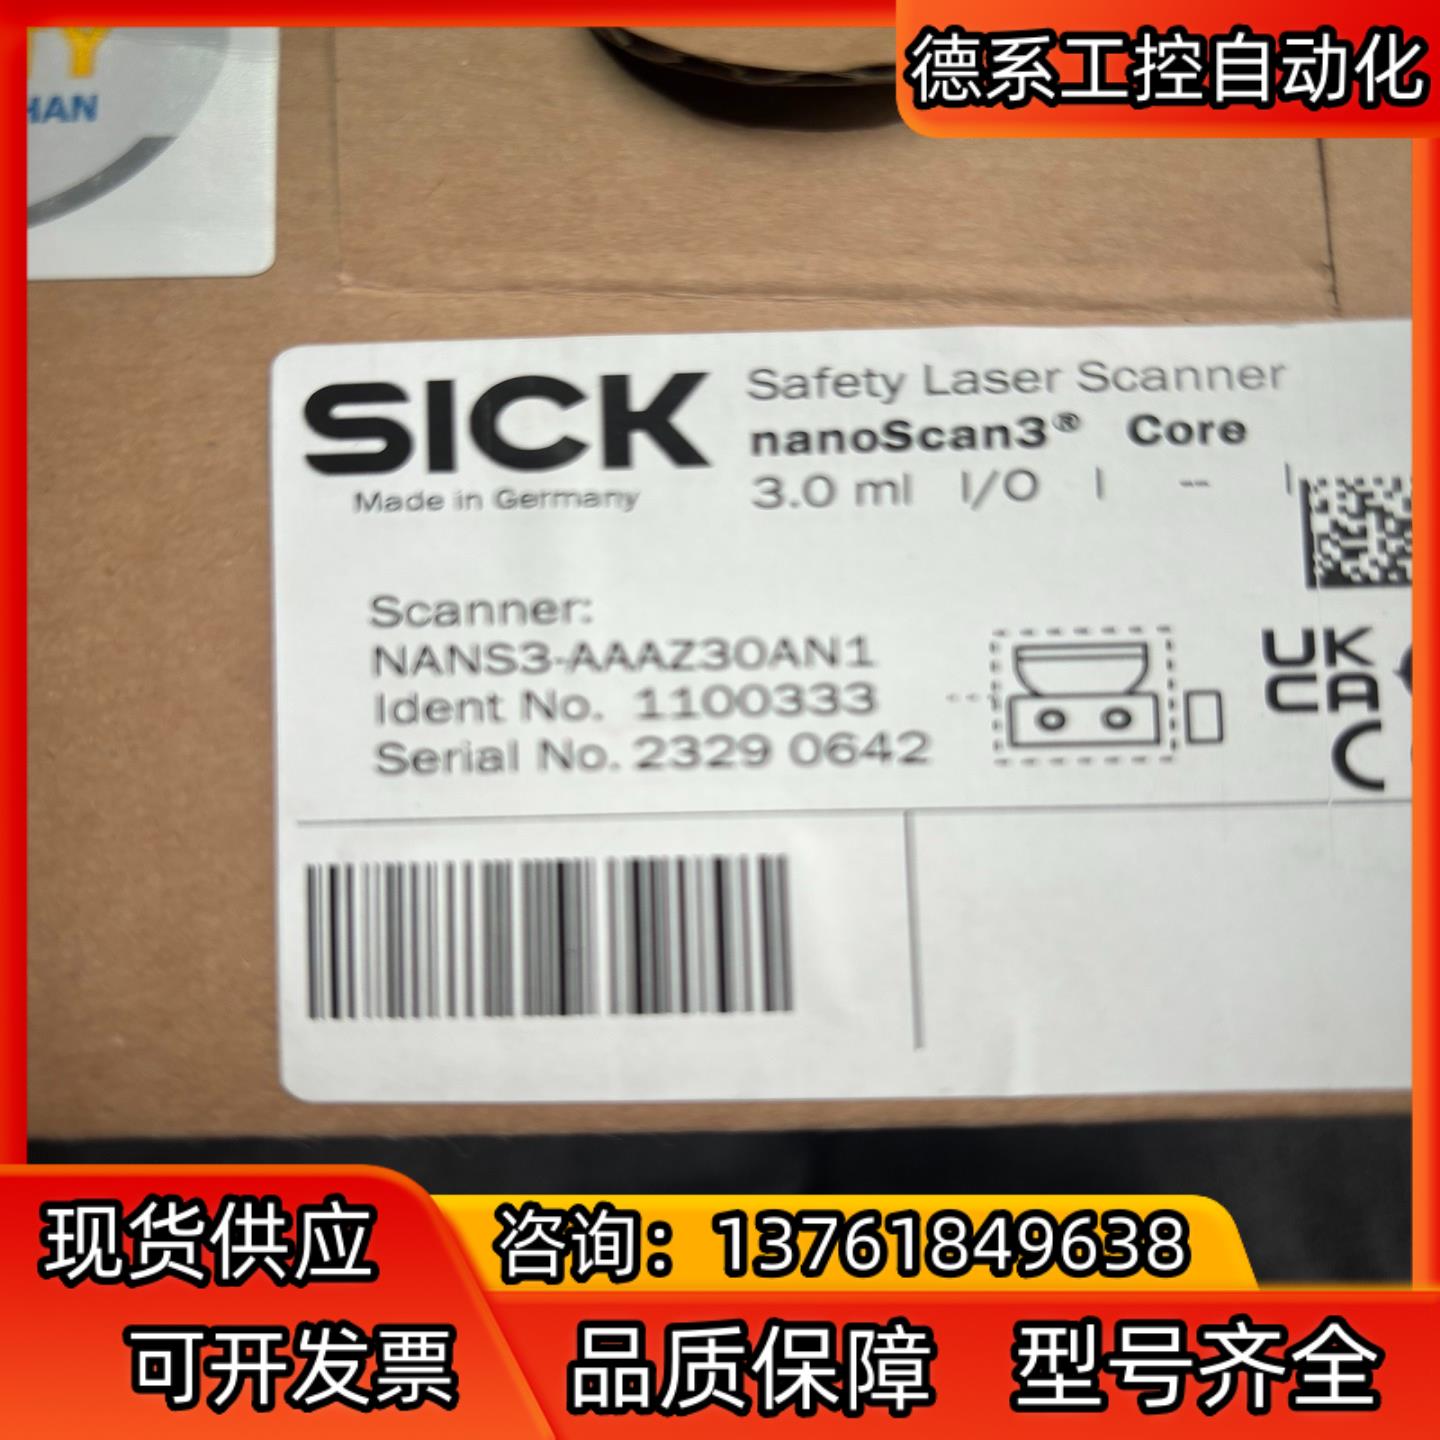 德系工控自动化
HAN
SICK
Made in Germany
Safety Laser Scanner
nanoScan3® Core
3.0 ml I/O | -- |
Scanner:
NANS3-AAAZ30AN1
Ident No. 1100333
Serial No. 2329 0642
UK
CA
现货供应
咨询：13761849638
可开发票
品质保障
型号齐全